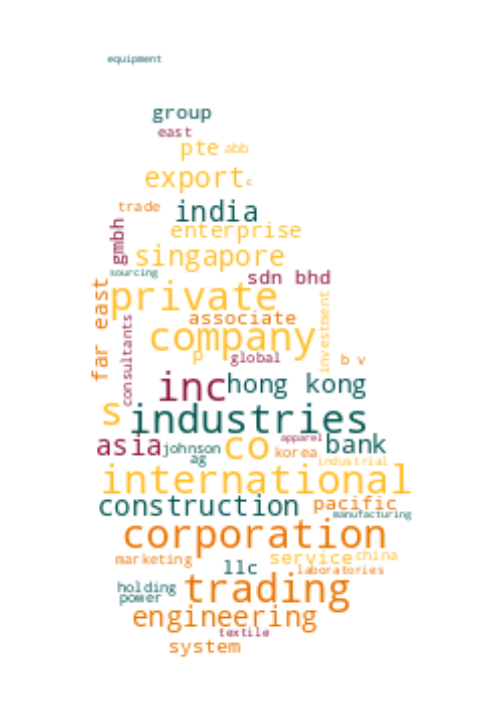 equipment
group
east
pte abb
export c
trade india
gmbh enterprise
singapore
sourcing sdn bhd
far east private
associate investment
consultants company
p global b v
inc hong kong
s industries
asia johnson co apparel korea bank
ag industrial
international
construction pacific
manufacturing
corporation
marketing service china
llc laboratories
holding trading
power
engineering
textile
system